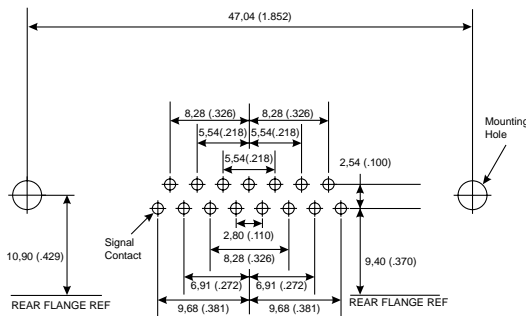 47,04 (1.852)
8,28 (.326)
8,28 (.326)
Mounting
Hole
5,54(.218)
5,54(.218)
2,54 (.100)
5,54(.218)
Signal
Contact
2,80 (.110)
10,90 (.429)
8,28 (.326)
9,40 (.370)
6,91 (.272)
6,91 (.272)
REAR FLANGE REF
REAR FLANGE REF
9,68 (.381)
9,68 (.381)